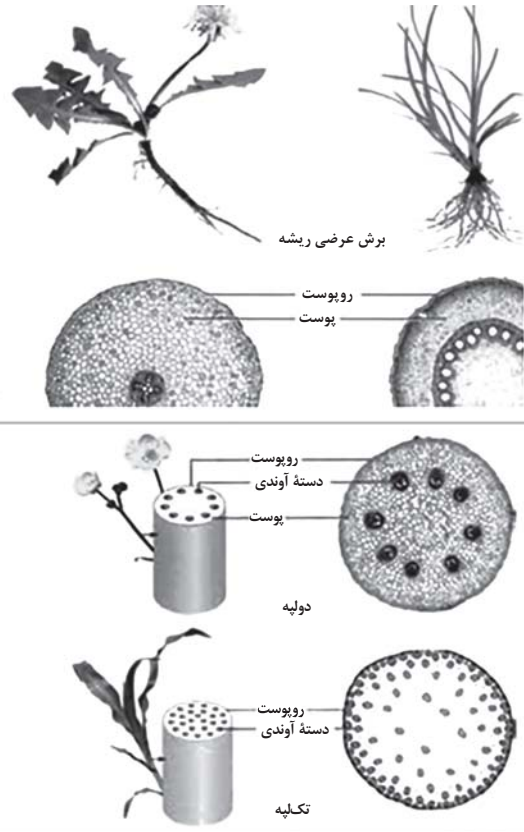 برش عرضی ریشه
روپوست
پوست
روپوست
دستهٔ آوندی
پوست
دولپه
روپوست
دستهٔ آوندی
تک‌لپه